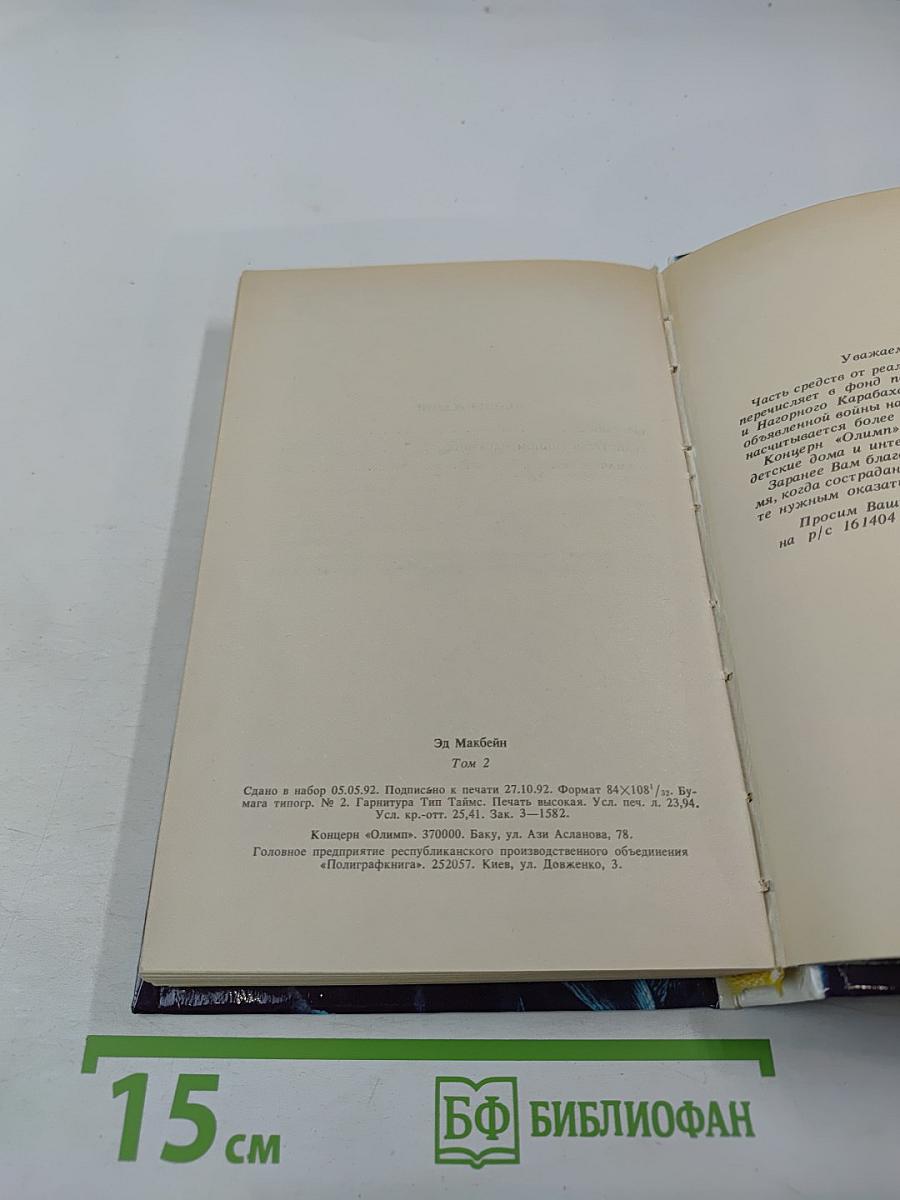 Эд Макбейн
Том 2
Сдано в набор 05.05.92. Подписано к печати 27.10.92. Формат 84×108¹/₃₂. Бу-
мага типогр. № 2. Гарнитура Тип Таймс. Печать высокая. Усл. печ. л. 23,94.
Усл. кр.-отт. 25,41. Зак. 3—1582.
Концерн «Олимп». 370000. Баку, ул. Ази Асланова, 78.
Головное предприятие республиканского производственного объединения
«Полиграфкнига». 252057. Киев, ул. Довженко, 3.
Уважаем
Часть средств от реал
перечисляет в фонд п
и Нагорного Карабах
объявленной войны на
насчитывается более
Концерн «Олимп»
детские дома и инте
Заранее Вам благо
мя, когда сострадан
те нужным оказат
Просим Ваш
на р/с 161404
15 см
БФ БИБЛИОФАН